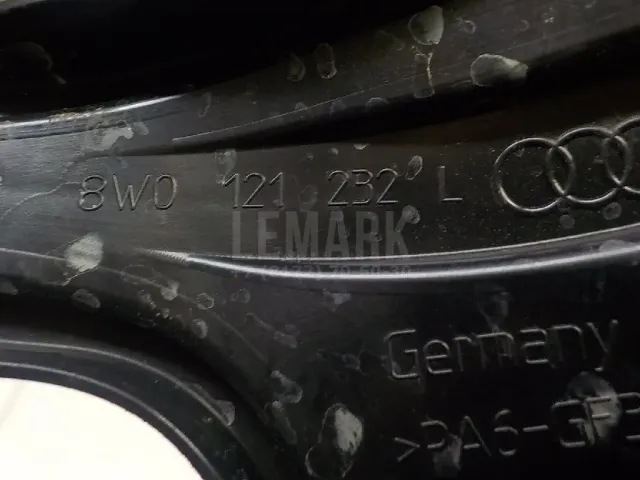 8W0 121 232 L
LEMARK
Germany
>PA6-GF3